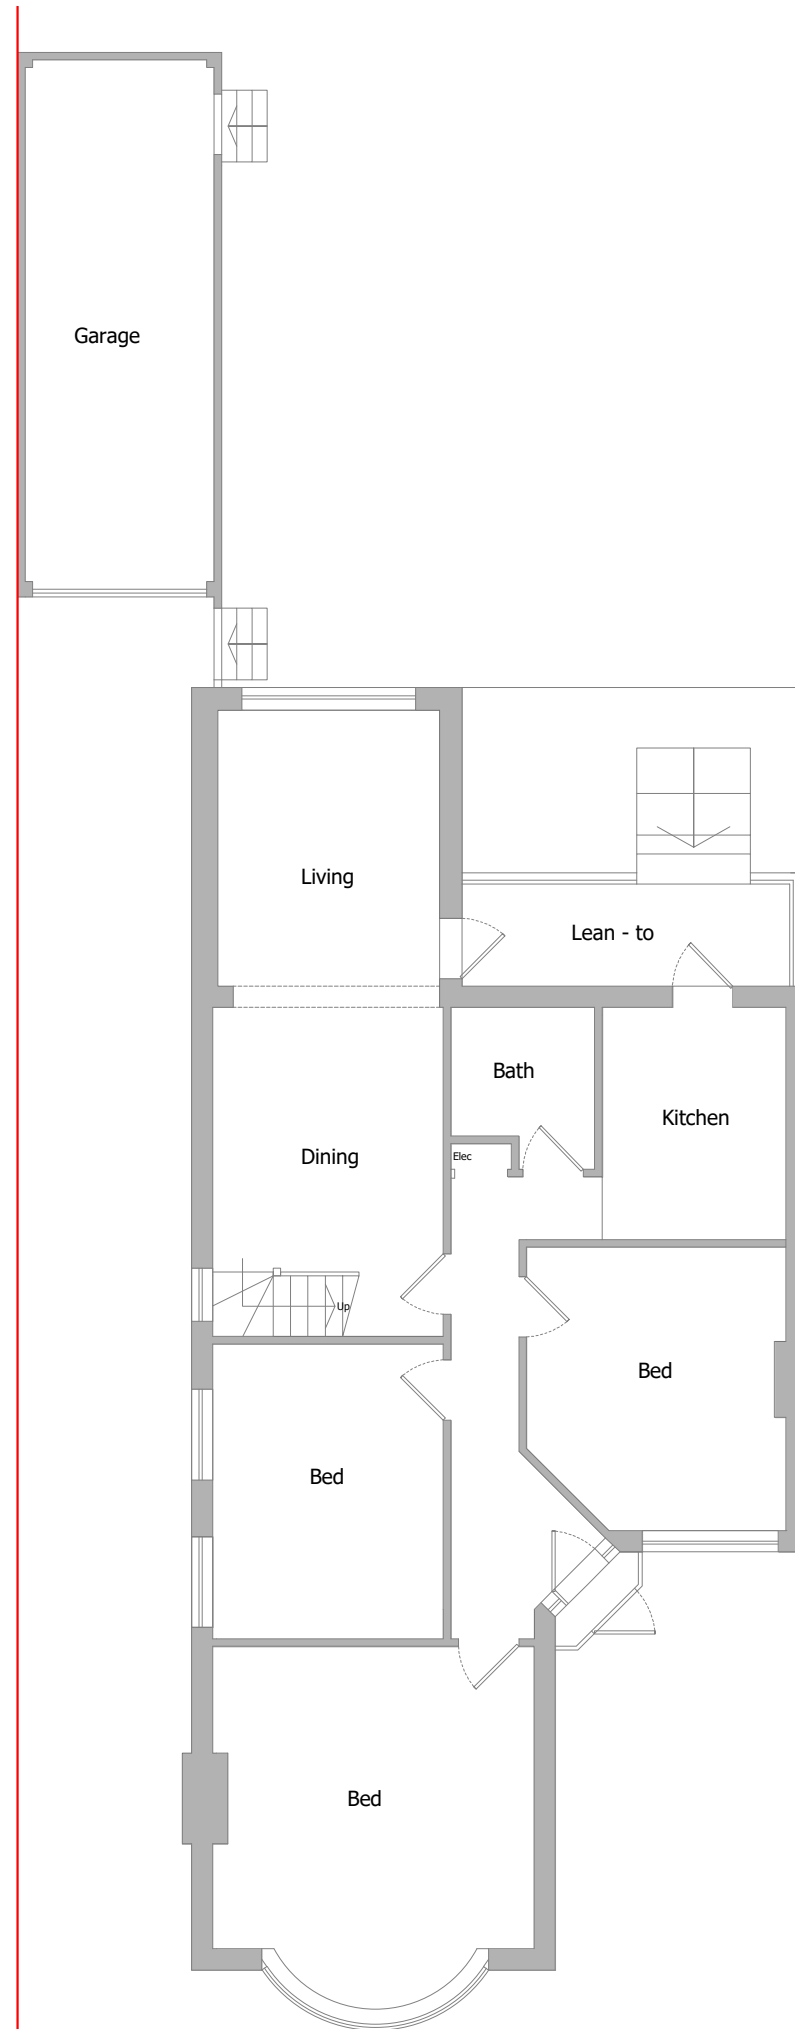 Garage
Living
Lean - to
Bath
Kitchen
Elec
Dining
Up
Bed
Bed
Bed